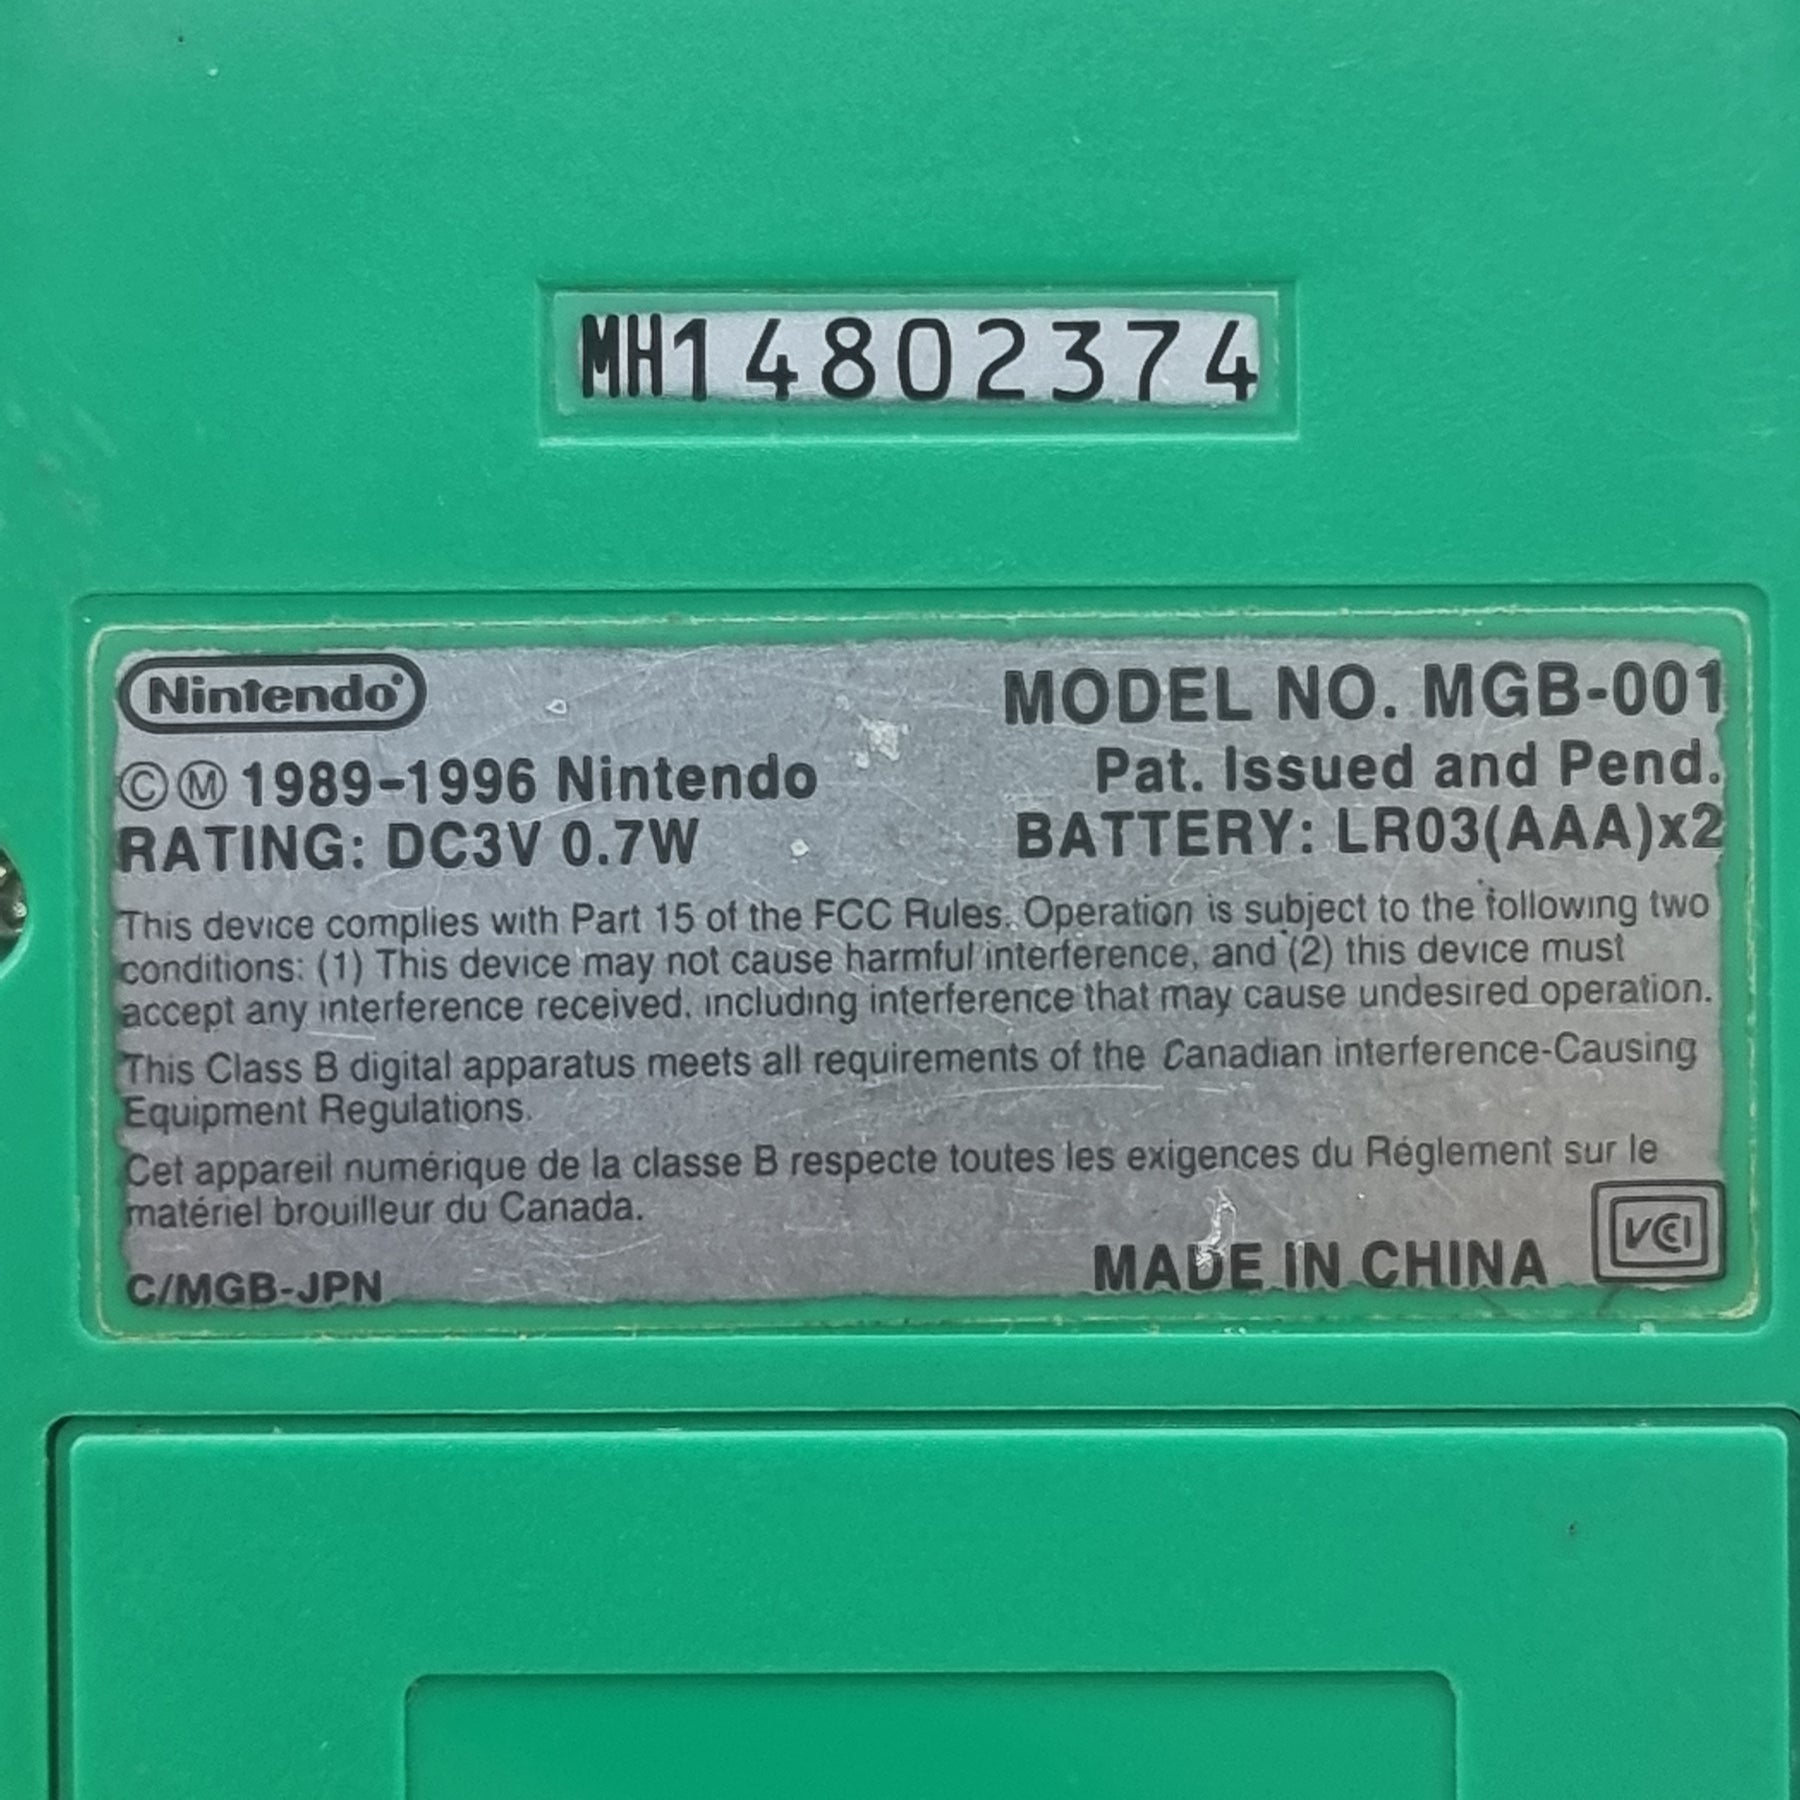 MH14802374
Nintendo®
MODEL NO. MGB-001
ⒸⓂ 1989-1996 Nintendo
Pat. Issued and Pend.
RATING: DC3V 0.7W
BATTERY: LR03(AAA)x2
This device complies with Part 15 of the FCC Rules. Operation is subject to the following two
conditions: (1) This device may not cause harmful interference, and (2) this device must
accept any interference received, including interference that may cause undesired operation.
This Class B digital apparatus meets all requirements of the Canadian interference-Causing
Equipment Regulations.
Cet appareil numérique de la classe B respecte toutes les exigences du Réglement sur le
matériel brouilleur du Canada.
VCI
C/MGB-JPN
MADE IN CHINA